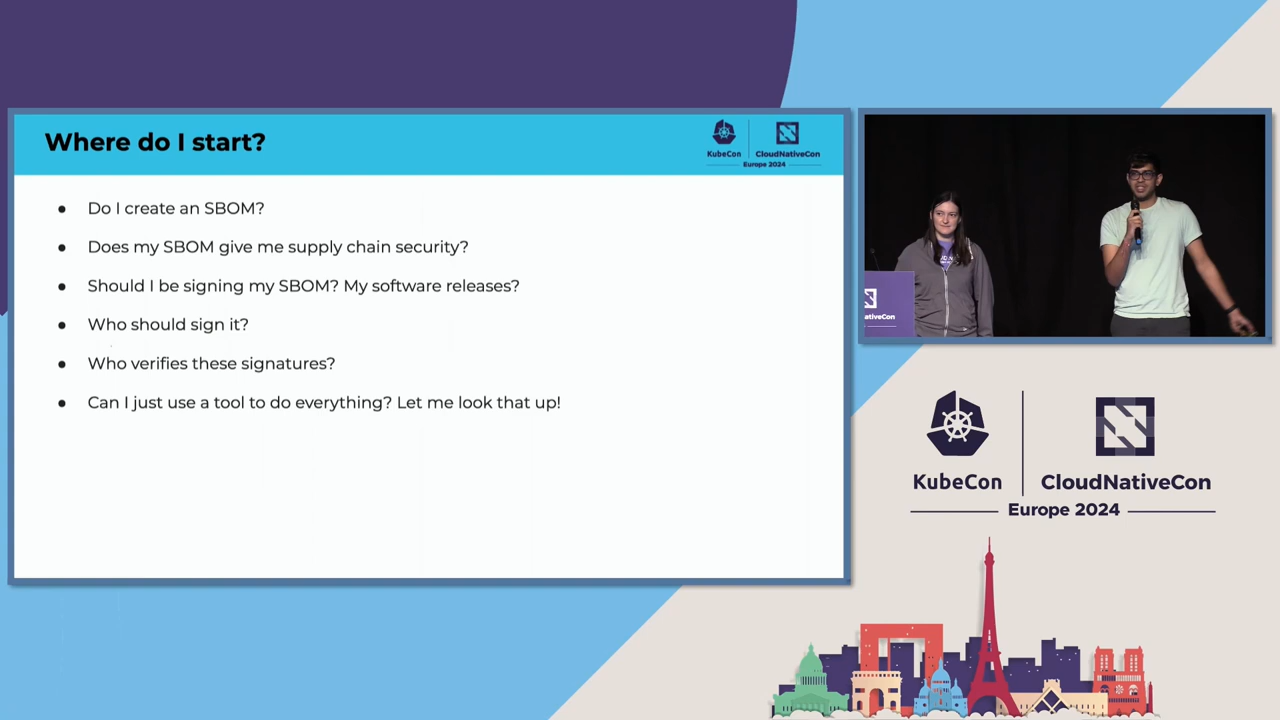 Where do I start?
KubeCon
CloudNativeCon
Europe 2024
Do I create an SBOM?
Does my SBOM give me supply chain security?
Should I be signing my SBOM? My software releases?
Who should sign it?
Who verifies these signatures?
Can I just use a tool to do everything? Let me look that up!
ativeCon
KubeCon
CloudNativeCon
Europe 2024